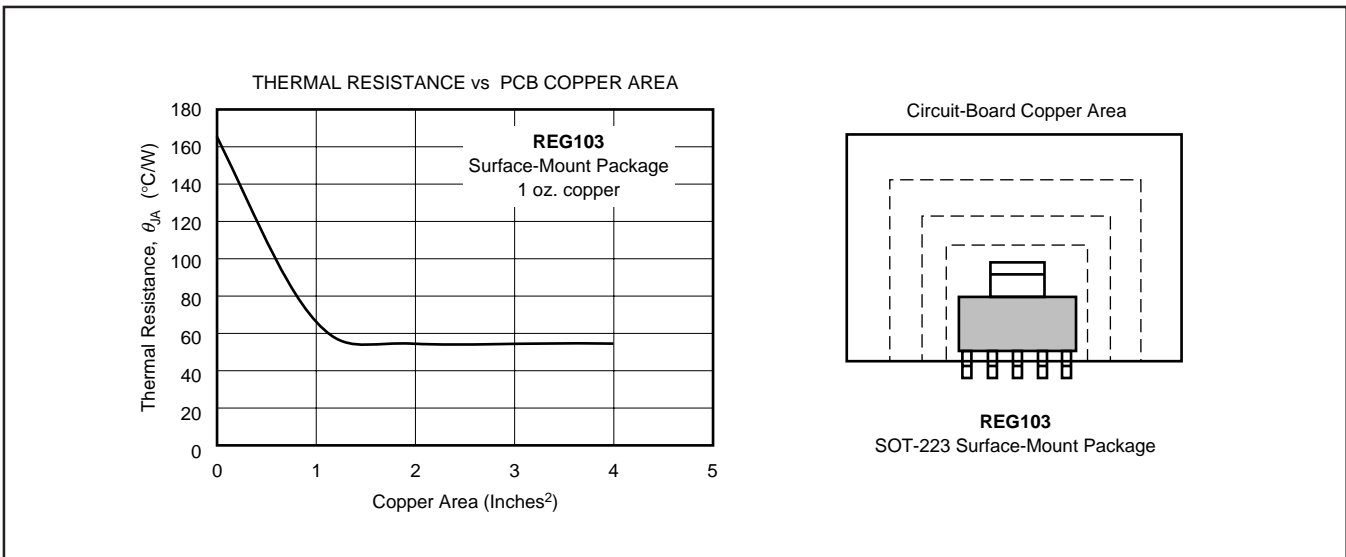 THERMAL RESISTANCE vs PCB COPPER AREA
Thermal Resistance, θJA (°C/W)
180
160
140
120
100
80
60
40
20
0
REG103
Surface-Mount Package
1 oz. copper
0 1 2 3 4 5
Copper Area (Inches²)
Circuit-Board Copper Area
REG103
SOT-223 Surface-Mount Package